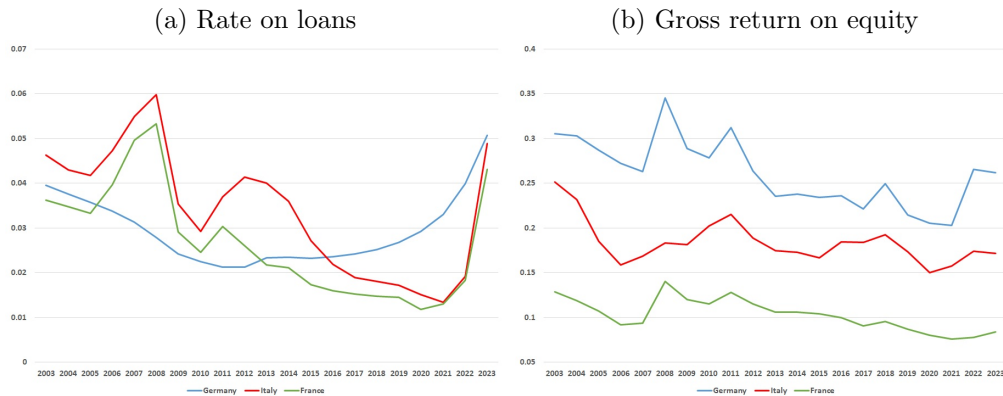 (a) Rate on loans
0.07
0.06
0.05
0.04
0.03
0.02
0.01
0
2003 2004 2005 2006 2007 2008 2009 2010 2011 2012 2013 2014 2015 2016 2017 2018 2019 2020 2021 2022 2023
Germany Italy France
(b) Gross return on equity
0.4
0.35
0.3
0.25
0.2
0.15
0.1
0.05
2003 2004 2005 2006 2007 2008 2009 2010 2011 2012 2013 2014 2015 2016 2017 2018 2019 2020 2021 2022 2023
Germany Italy France